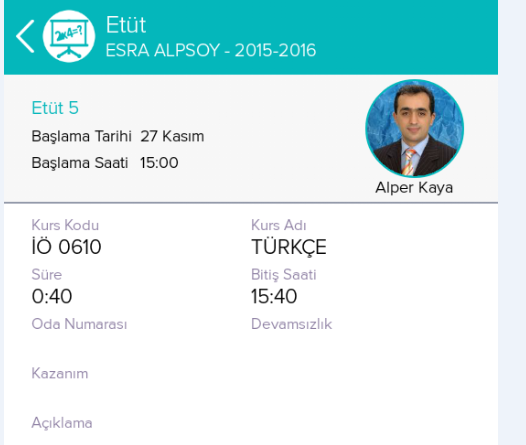 2x4=?
Etüt
ESRA ALPSOY - 2015-2016
Etüt 5
Başlama Tarihi 27 Kasım
Başlama Saati 15:00
Alper Kaya
Kurs Kodu
Kurs Adı
İÖ 0610
TÜRKÇE
Süre
Bitiş Saati
0:40
15:40
Oda Numarası
Devamsızlık
Kazanım
Açıklama